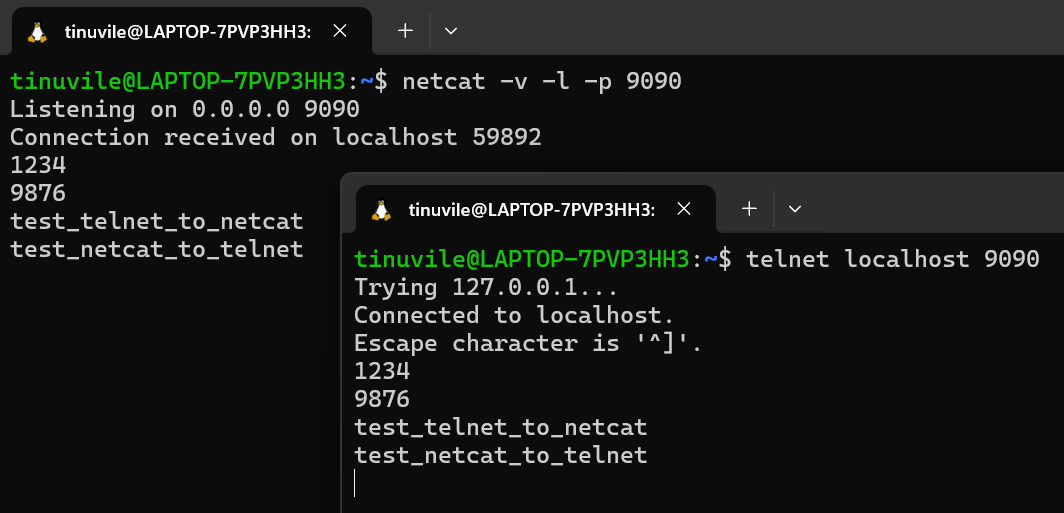 tinuvile@LAPTOP-7PVP3HH3:
tinuvile@LAPTOP-7PVP3HH3:~$ netcat -v -l -p 9090
Listening on 0.0.0.0 9090
Connection received on localhost 59892
1234
9876
test_telnet_to_netcat
test_netcat_to_telnet
tinuvile@LAPTOP-7PVP3HH3:
tinuvile@LAPTOP-7PVP3HH3:~$ telnet localhost 9090
Trying 127.0.0.1...
Connected to localhost.
Escape character is '^]'.
1234
9876
test_telnet_to_netcat
test_netcat_to_telnet